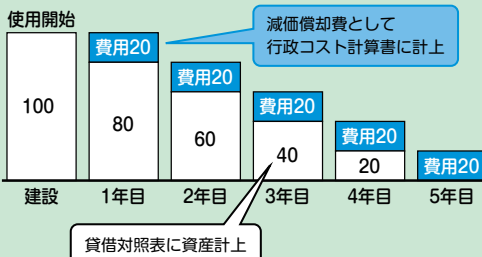 使用開始
減価償却費として
行政コスト計算書に計上
費用20
費用20
費用20
費用20
費用20
100
80
60
40
20
建設
1年目
2年目
3年目
4年目
5年目
貸借対照表に資産計上